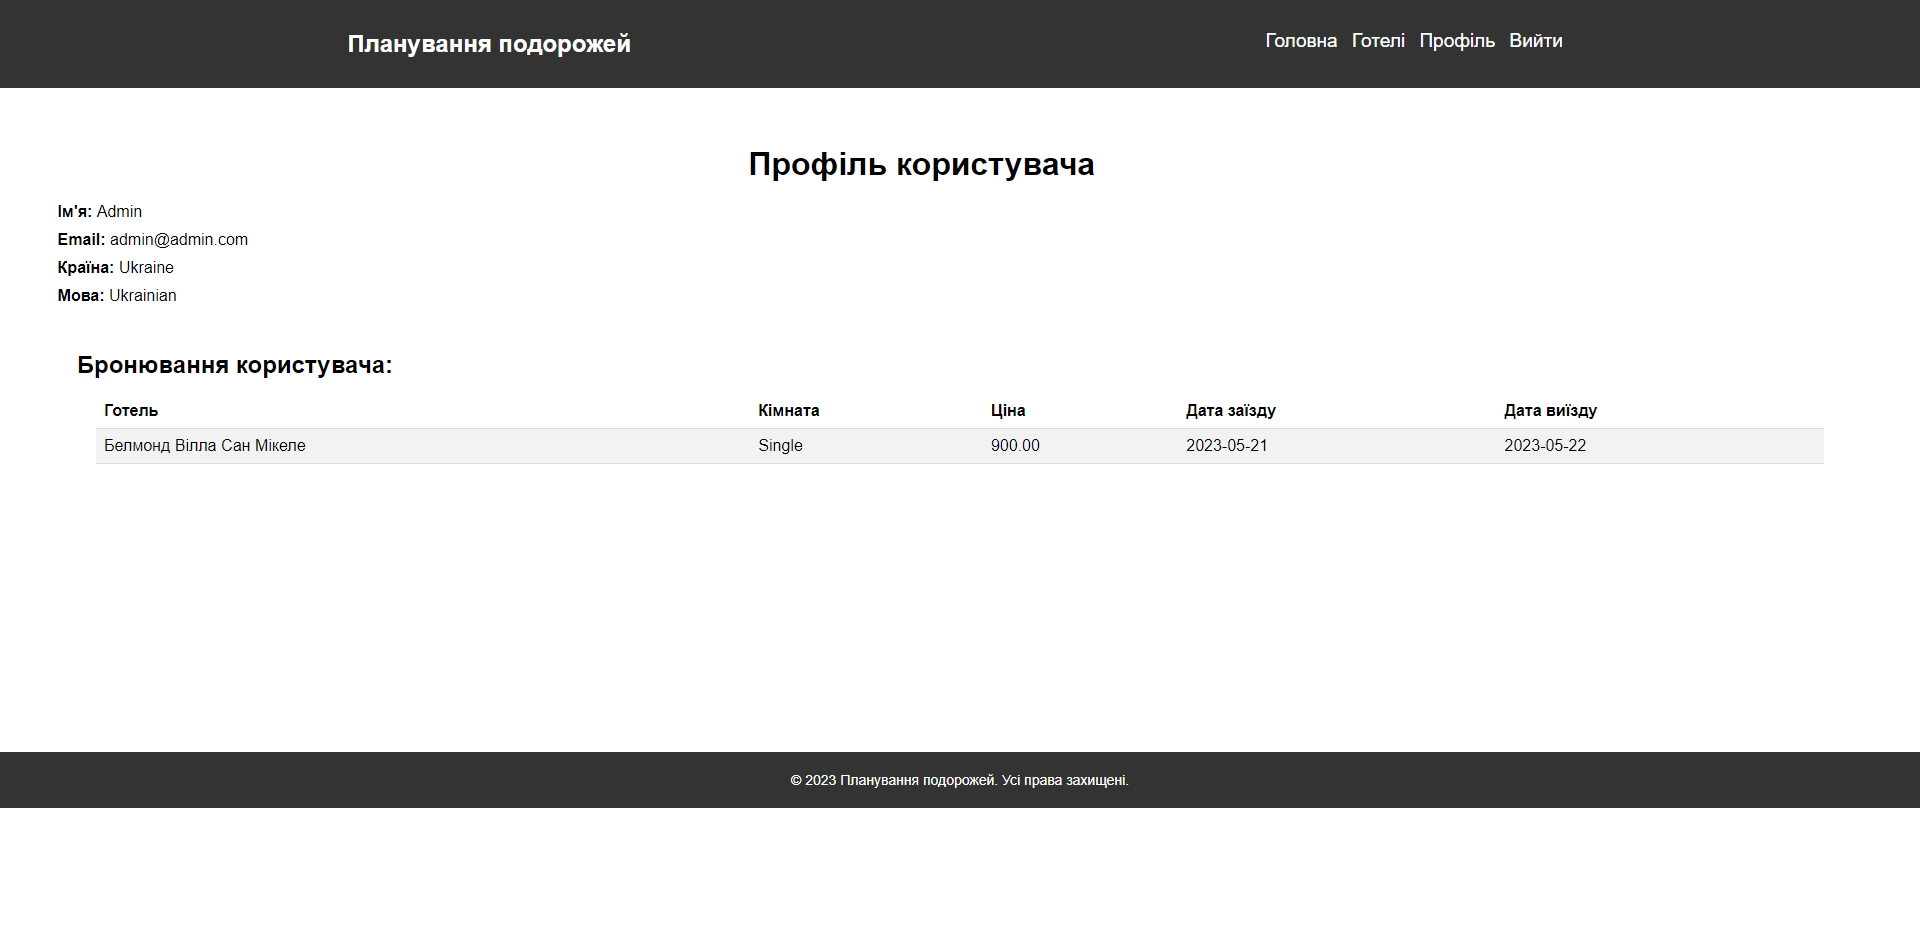 Планування подорожей
Головна Готелі Профіль Вийти
Профіль користувача
Ім'я: Admin
Email: admin@admin.com
Країна: Ukraine
Мова: Ukrainian
Бронювання користувача:
Готель Кімната Ціна Дата заїзду Дата виїзду
Белмонд Вілла Сан Мікеле Single 900.00 2023-05-21 2023-05-22
© 2023 Планування подорожей. Усі права захищені.